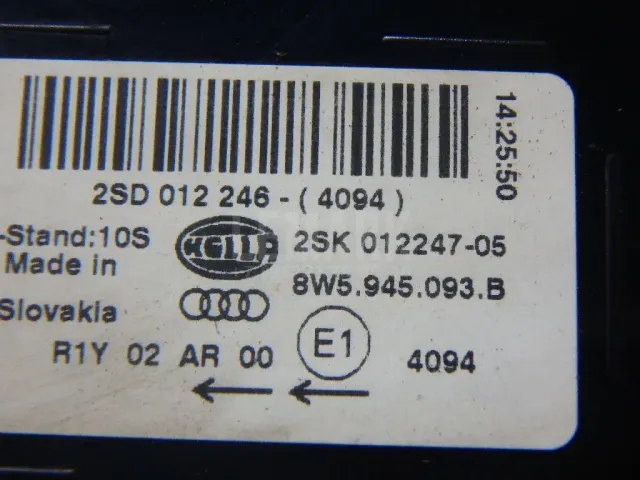 14:25:50
2SD 012 246-(4094)
-Stand:10S HELLA 2SK 012247-05
Made in 8W5.945.093.B
Slovakia
R1Y 02 AR 00 E1 4094